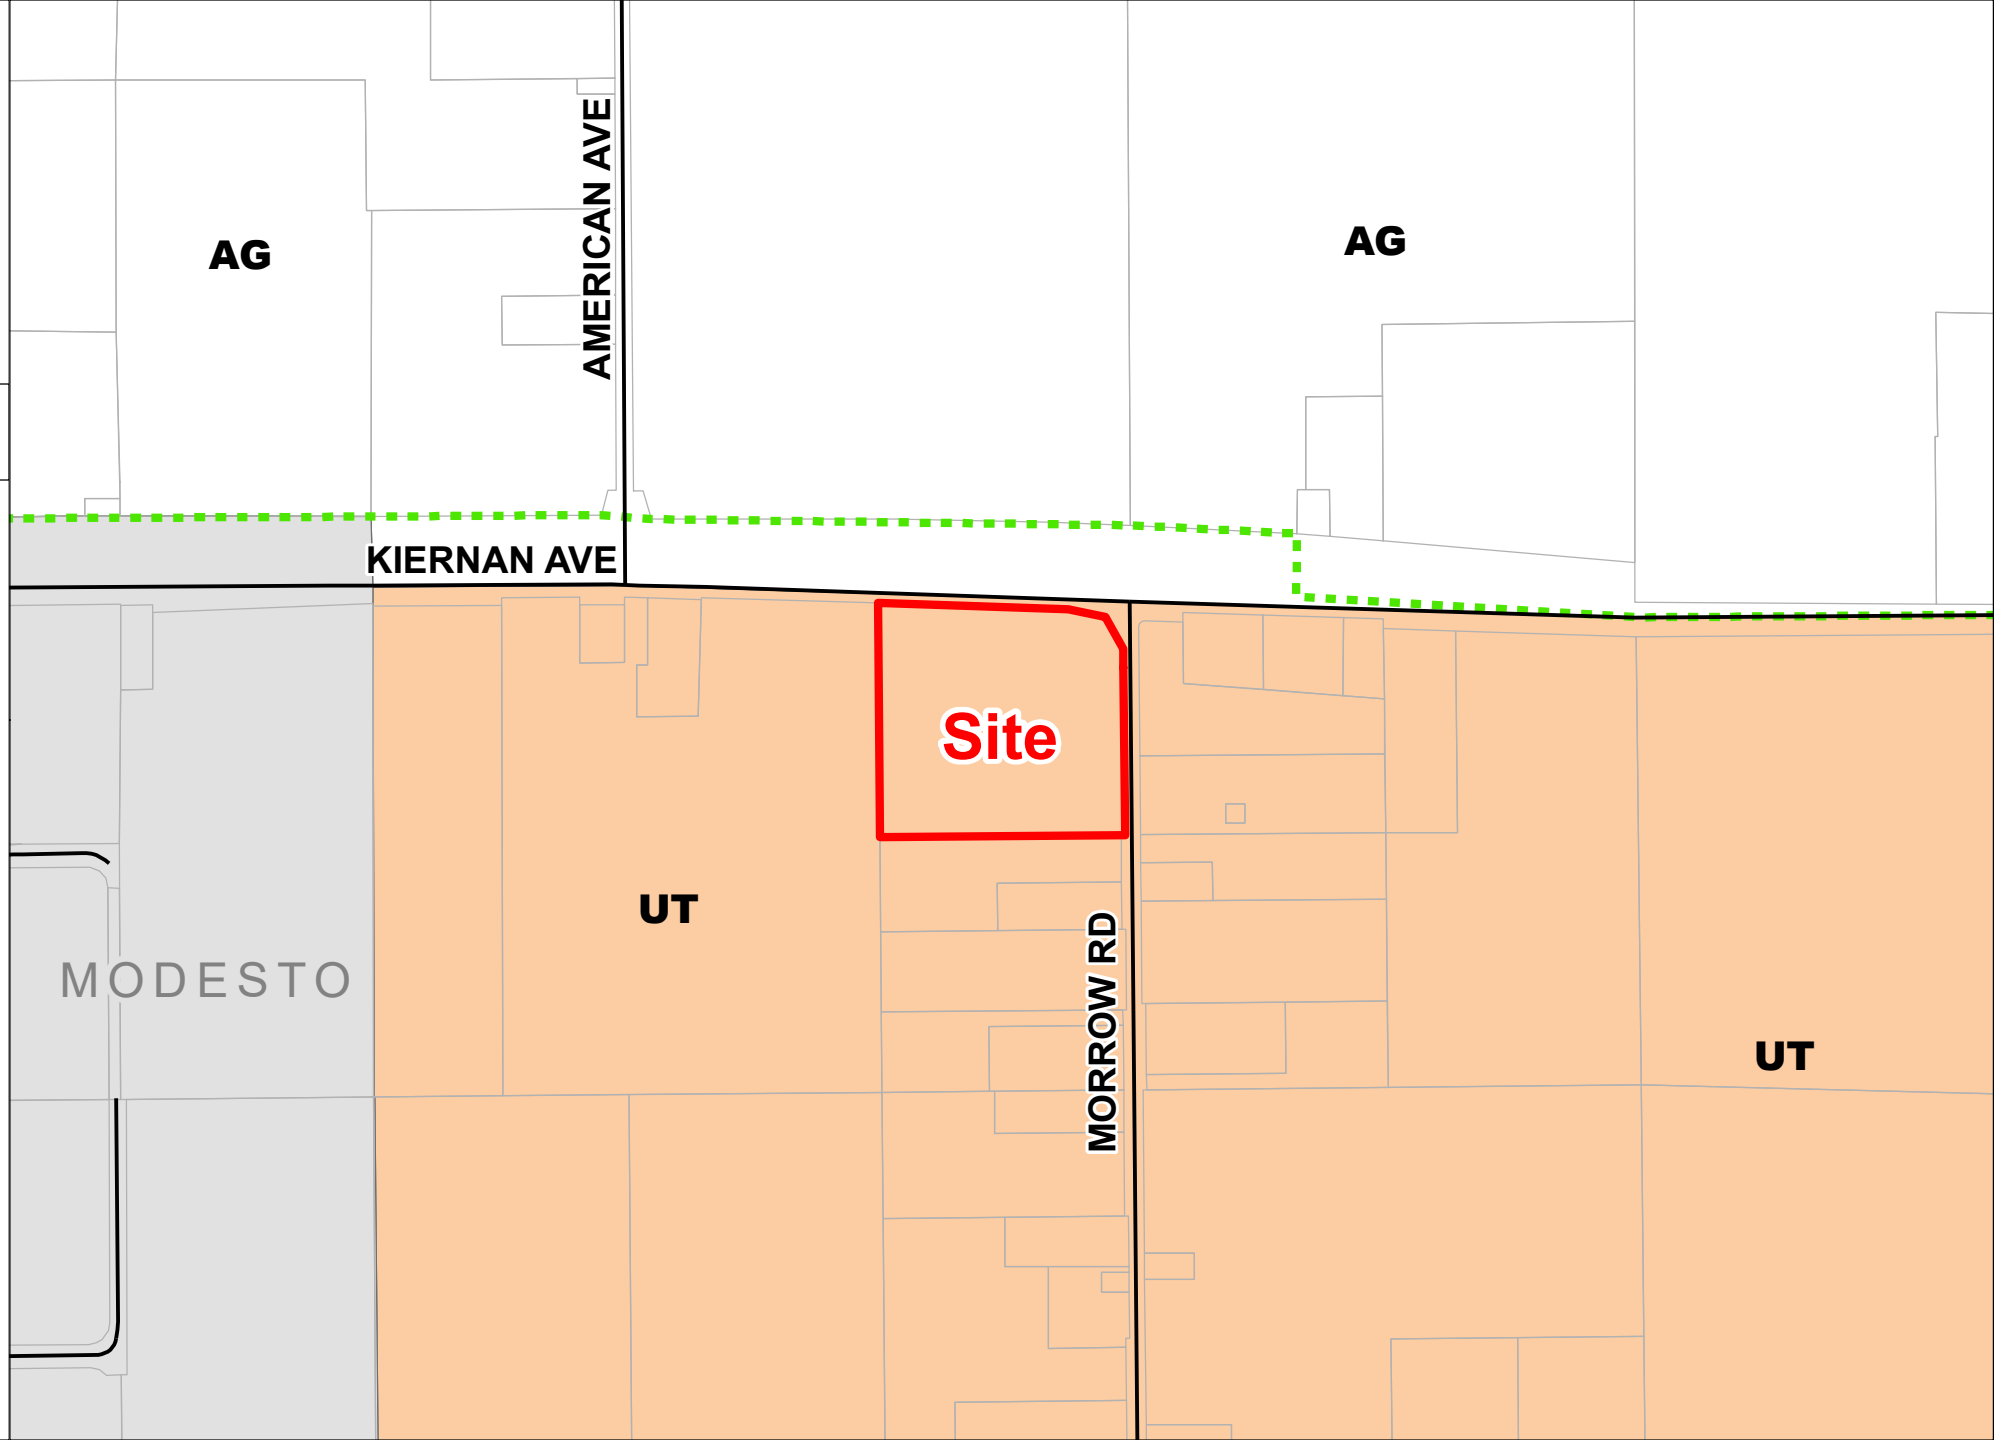 AMERICAN AVE
AG
AG
KIERNAN AVE
Site
UT
MORROW RD
MODESTO
UT